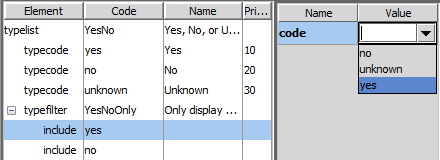 Element Code Name Pri...
typelist YesNo Yes, No, or U...
typecode yes Yes 10
typecode no No 20
typecode unknown Unknown 30
typefilter YesNoOnly Only display ...
include yes
include no
Name Value
code
no
unknown
yes